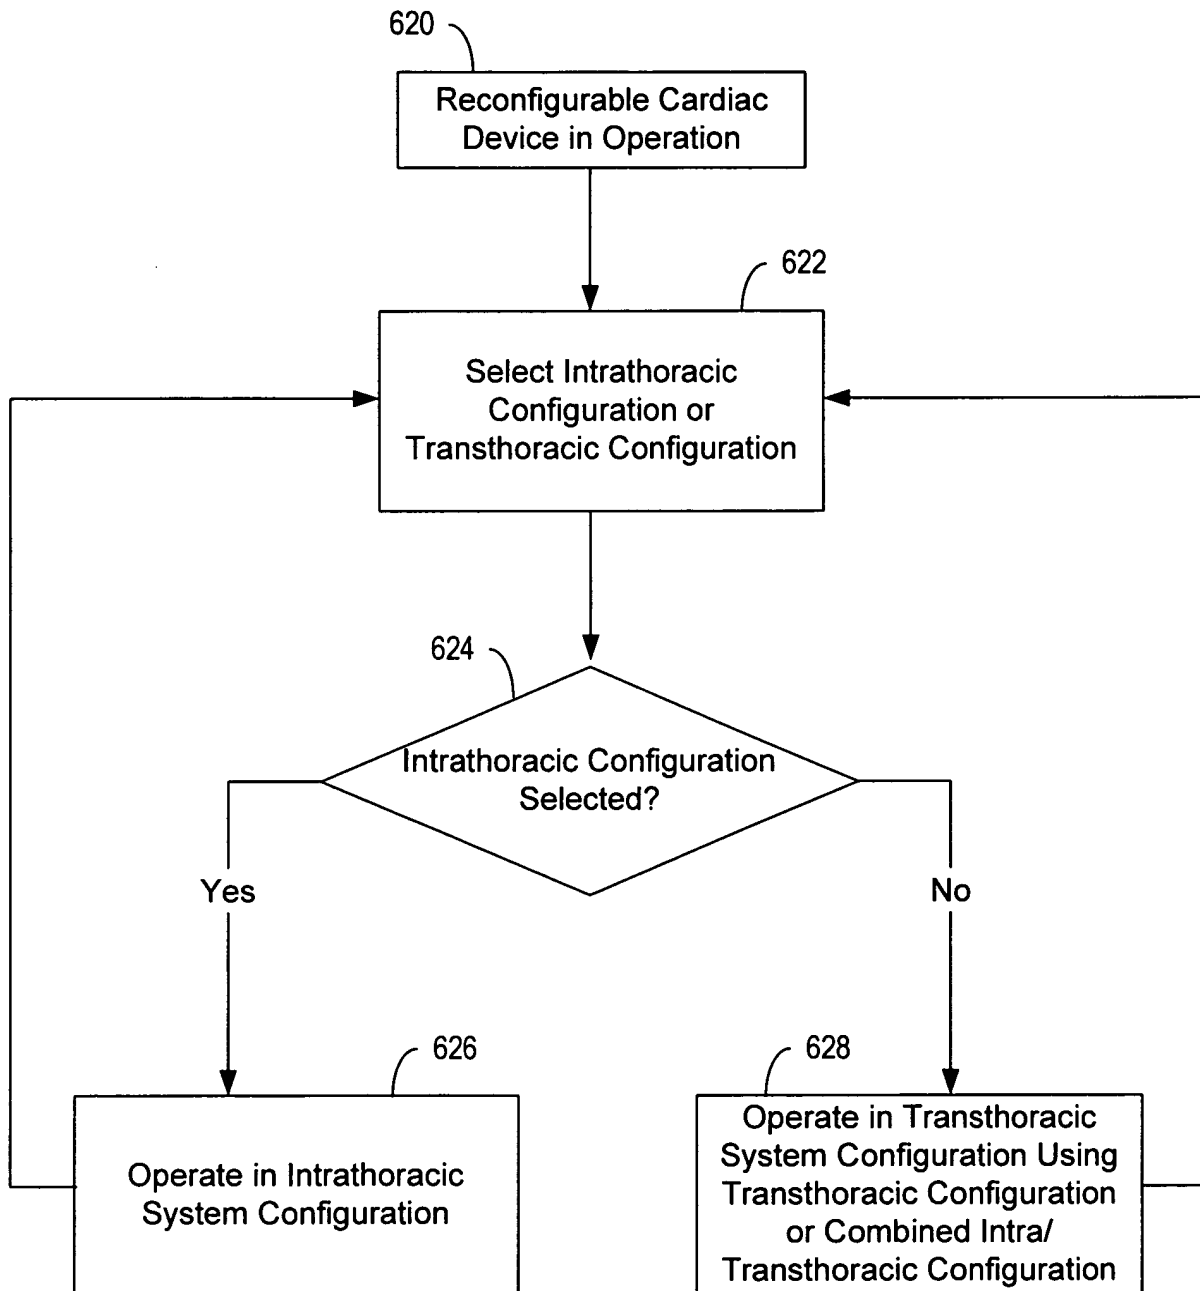 620
Reconfigurable Cardiac
Device in Operation
622
Select Intrathoracic
Configuration or
Transthoracic Configuration
624
Intrathoracic Configuration
Selected?
Yes
No
626
Operate in Intrathoracic
System Configuration
628
Operate in Transthoracic
System Configuration Using
Transthoracic Configuration
or Combined Intra/
Transthoracic Configuration